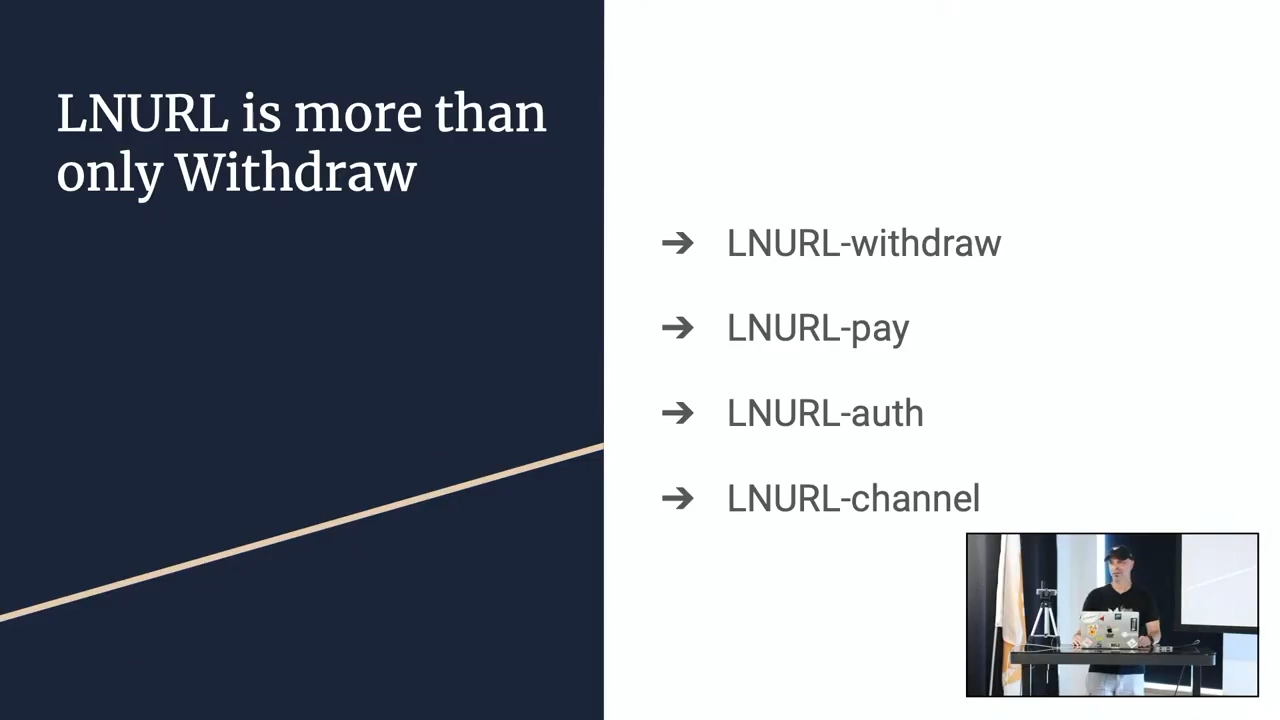 LNURL is more than
only Withdraw
➔ LNURL-withdraw
➔ LNURL-pay
➔ LNURL-auth
➔ LNURL-channel